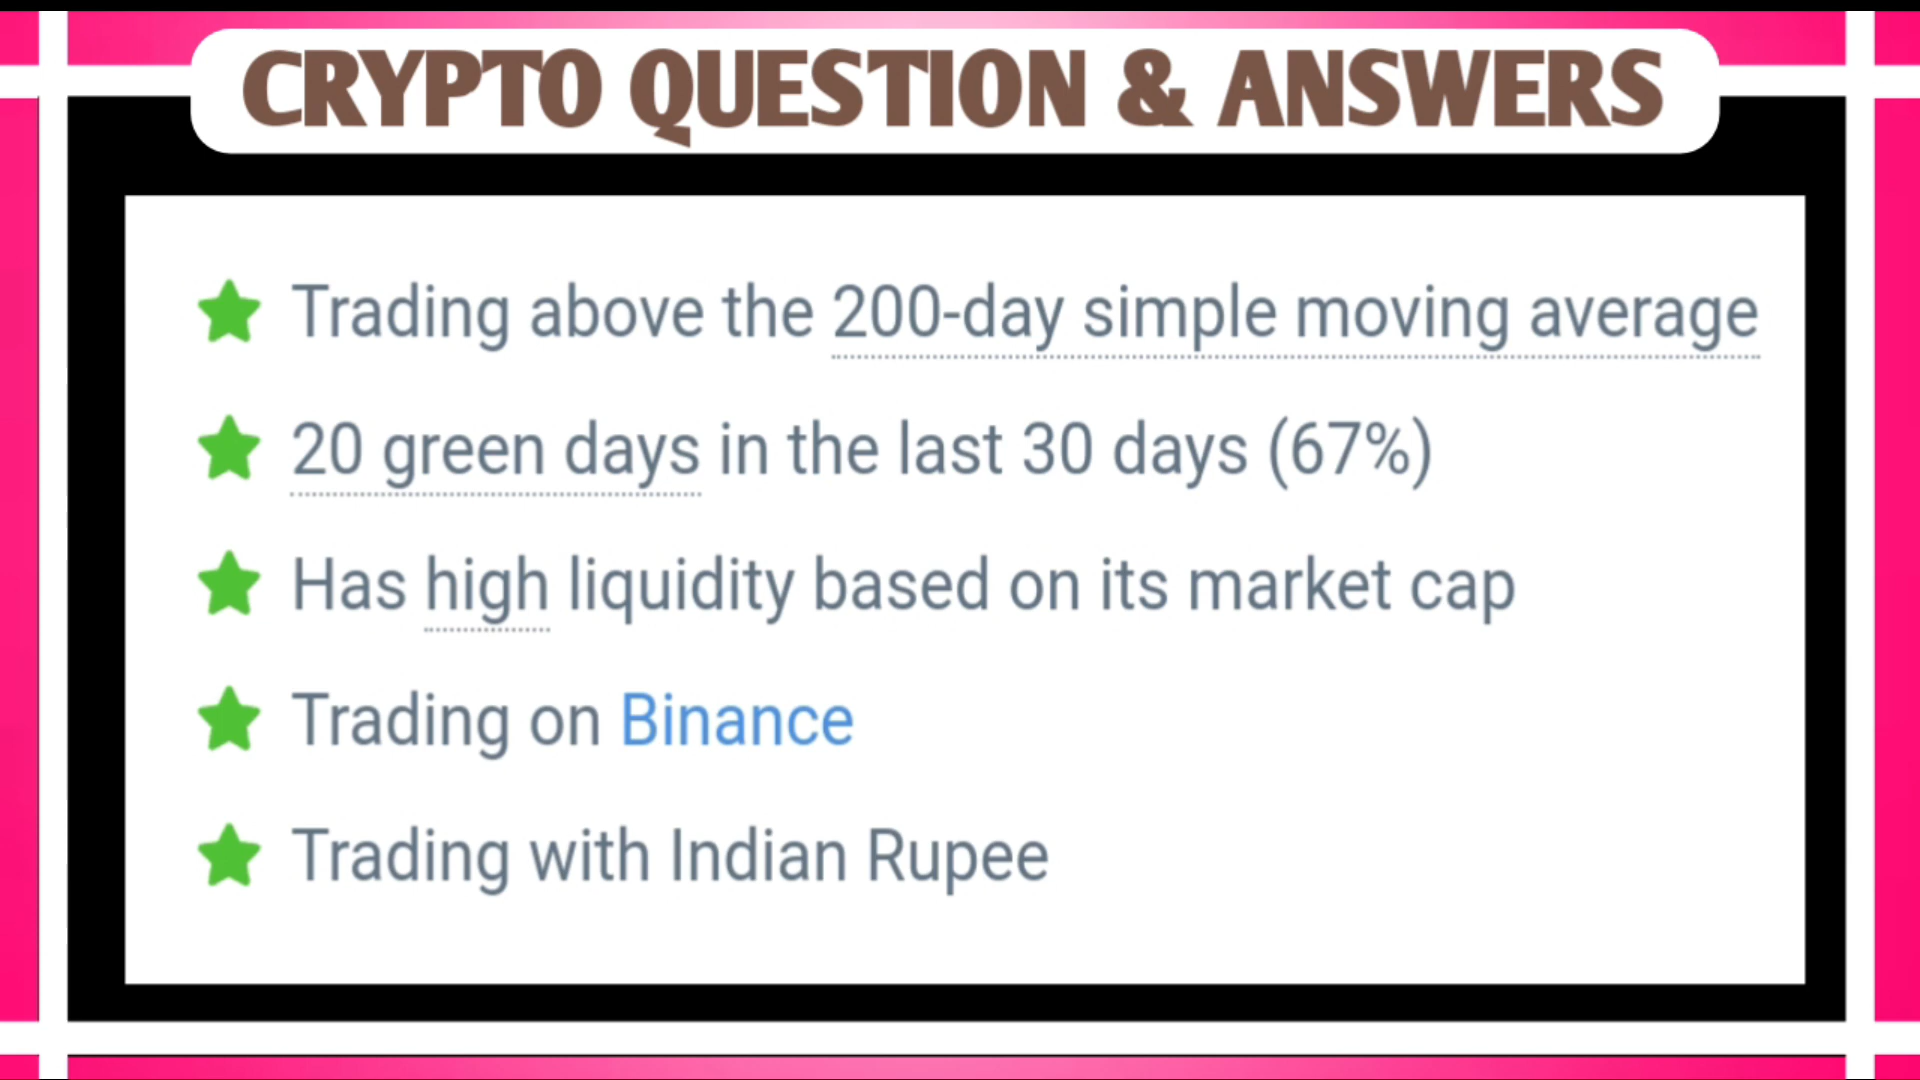 CRYPTO QUESTION & ANSWERS
Trading above the 200-day simple moving average
20 green days in the last 30 days (67%)
Has high liquidity based on its market cap
Trading on Binance
Trading with Indian Rupee